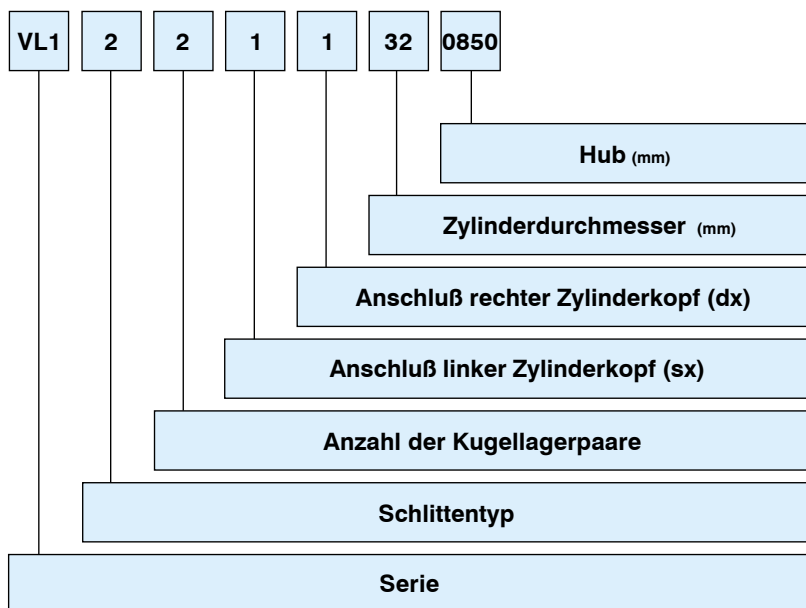 VL1 2 2 1 1 32 0850
Hub (mm)
Zylinderdurchmesser (mm)
Anschluß rechter Zylinderkopf (dx)
Anschluß linker Zylinderkopf (sx)
Anzahl der Kugellagerpaare
Schlittentyp
Serie